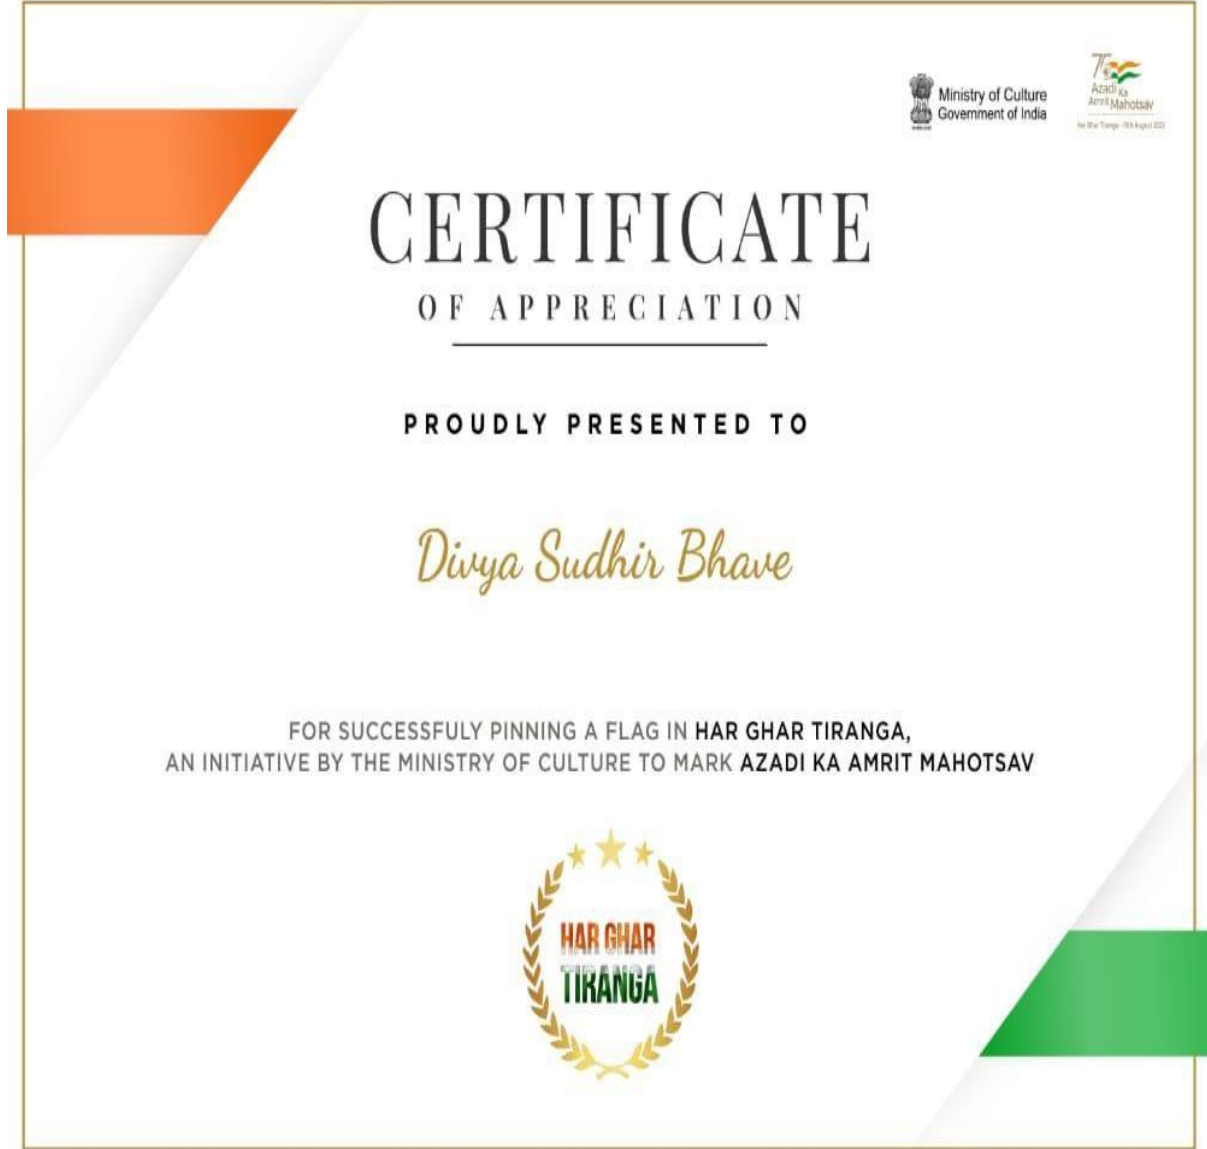 Ministry of Culture
Government of India
75
Azadi Ka
Amrit Mahotsav
CERTIFICATE
OF APPRECIATION
PROUDLY PRESENTED TO
Divya Sudhir Bhave
FOR SUCCESSFULY PINNING A FLAG IN HAR GHAR TIRANGA,
AN INITIATIVE BY THE MINISTRY OF CULTURE TO MARK AZADI KA AMRIT MAHOTSAV
HAR GHAR
TIRANGA